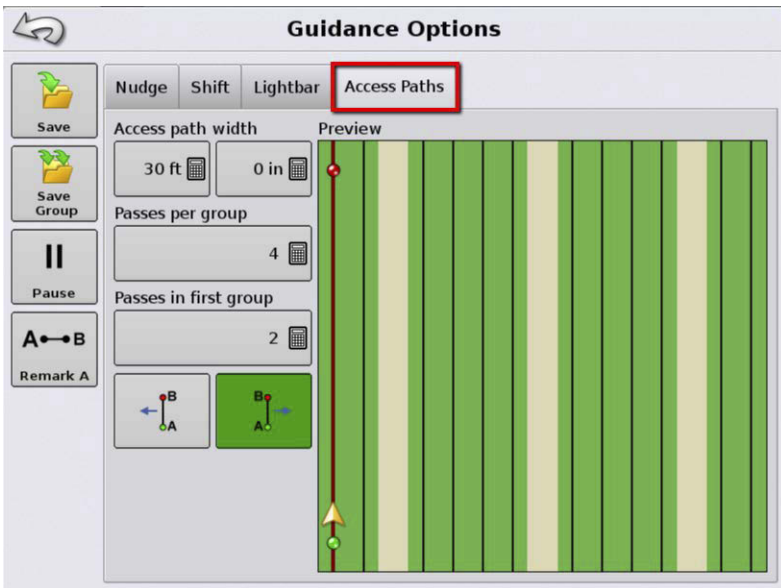 Guidance Options
Nudge Shift Lightbar Access Paths
Save
Save
Group
Pause
A B
Remark A
Access path width
30 ft 0 in
Passes per group
4
Passes in first group
2
B
A
B
A
Preview